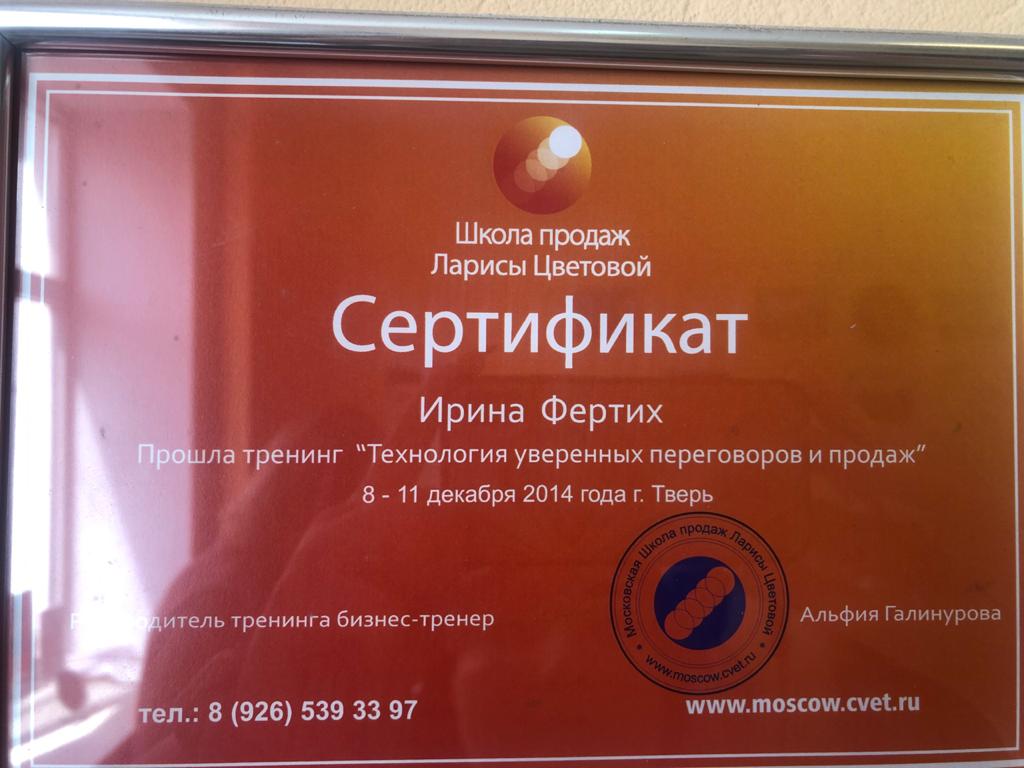 Школа продаж
Ларисы Цветовой
Сертификат
Ирина Фертих
Прошла тренинг “Технология уверенных переговоров и продаж”
8 - 11 декабря 2014 года г. Тверь
Московская Школа продаж Ларисы Цветовой
www.moscow.cvet.ru
тренинга бизнес-тренер
Альфия Галинурова
тел.: 8 (926) 539 33 97
www.moscow.cvet.ru